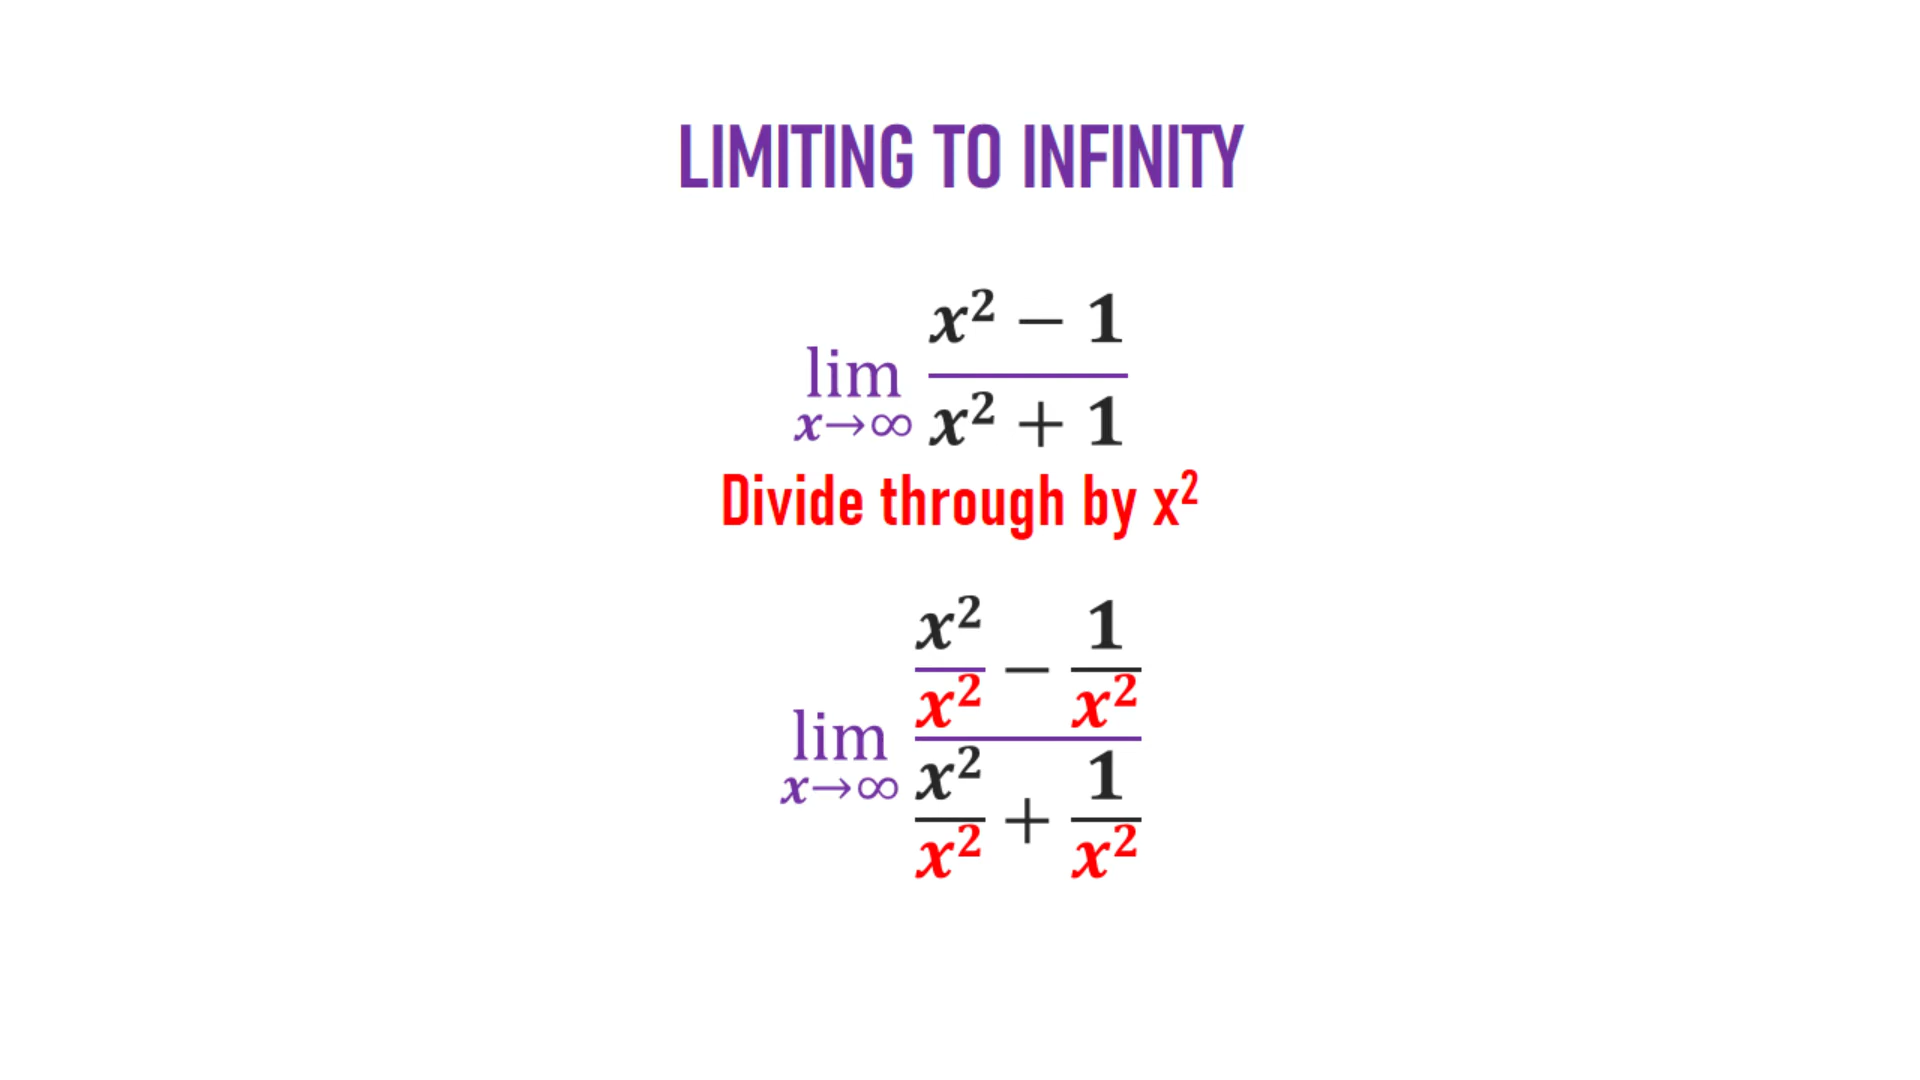 LIMITING TO INFINITY
lim x→∞ (x² − 1)/(x² + 1)
Divide through by x²
lim x→∞ (x²/x² − 1/x²)/(x²/x² + 1/x²)